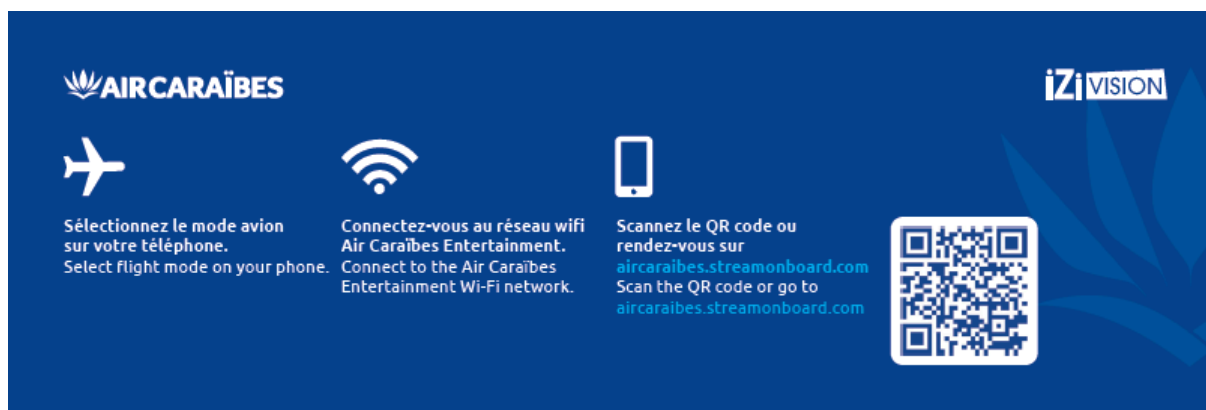 AIR CARAÏBES
iZi VISION
Sélectionnez le mode avion
sur votre téléphone.
Select flight mode on your phone.
Connectez-vous au réseau wifi
Air Caraïbes Entertainment.
Connect to the Air Caraïbes
Entertainment Wi-Fi network.
Scannez le QR code ou
rendez-vous sur
aircaraibes.streamonboard.com
Scan the QR code or go to
aircaraibes.streamonboard.com